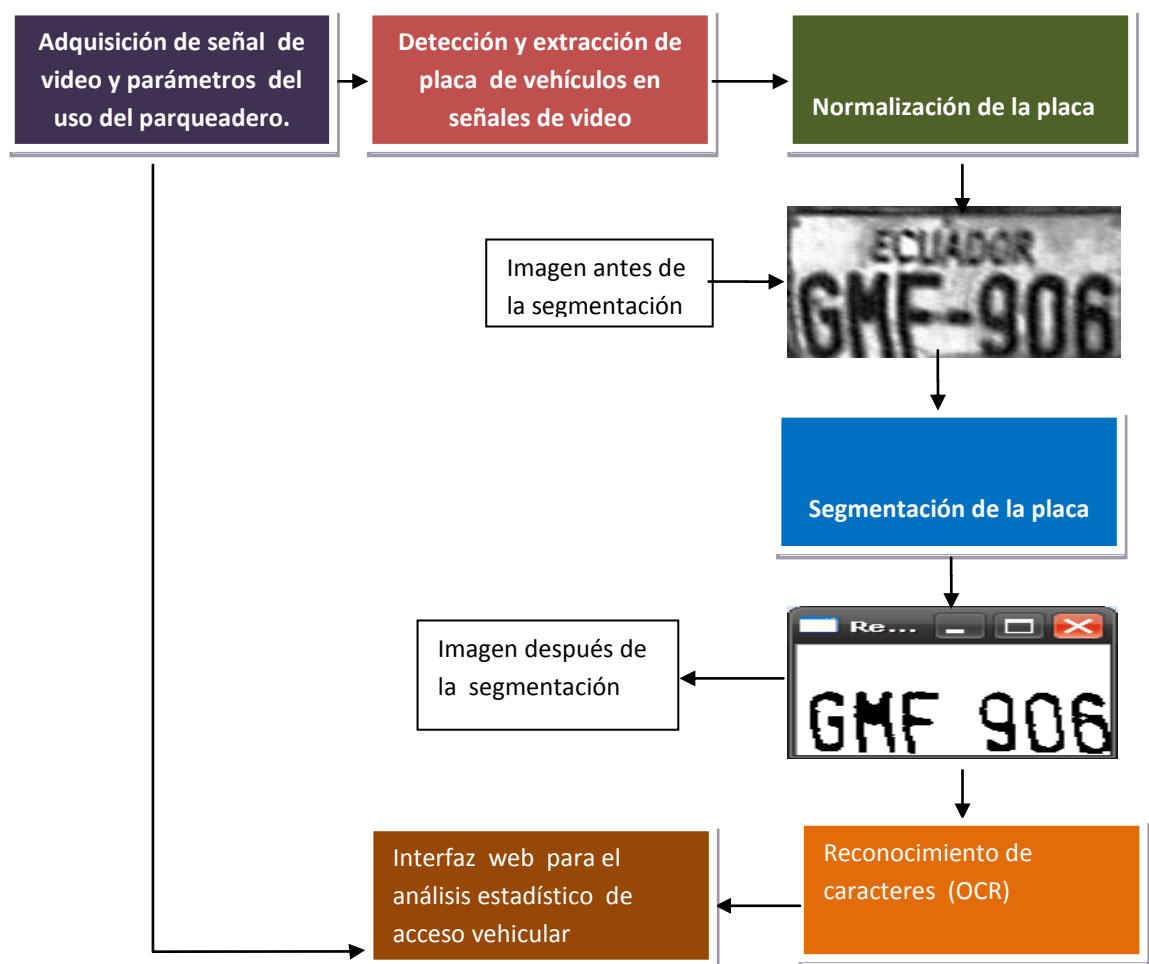 Adquisición de señal de
video y parámetros del
uso del parqueadero.
Detección y extracción de
placa de vehículos en
señales de video
Normalización de la placa
Imagen antes de
la segmentación
ECUADOR
GMF-906
Segmentación de la placa
Re...
Imagen después de
la segmentación
GMF 906
Interfaz web para el
análisis estadístico de
acceso vehicular
Reconocimiento de
caracteres (OCR)